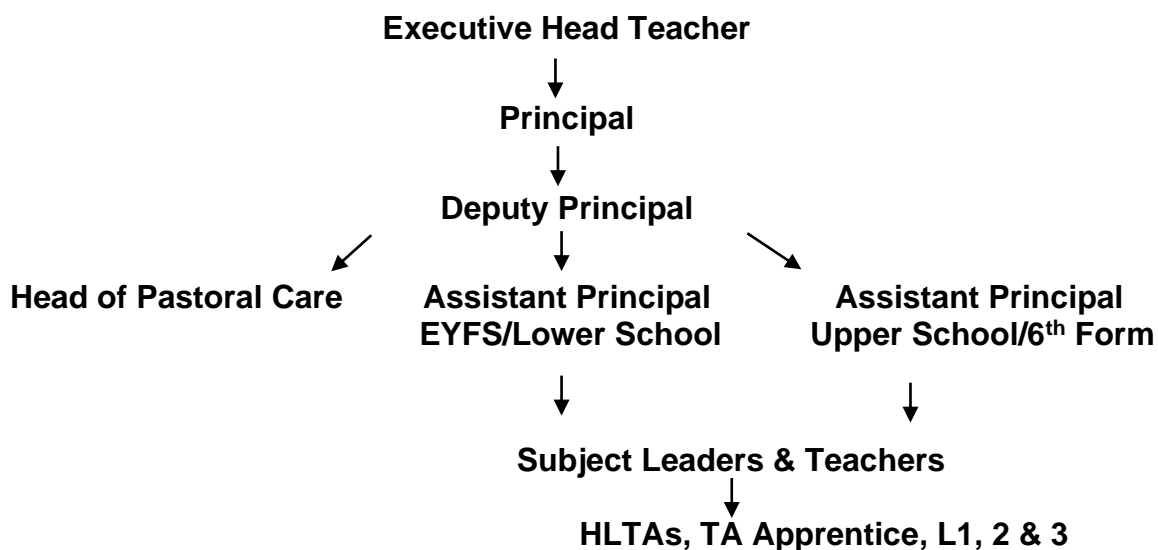 Executive Head Teacher
Principal
Deputy Principal
Head of Pastoral Care
Assistant Principal
EYFS/Lower School
Assistant Principal
Upper School/6th Form
Subject Leaders & Teachers
HLTAs, TA Apprentice, L1, 2 & 3